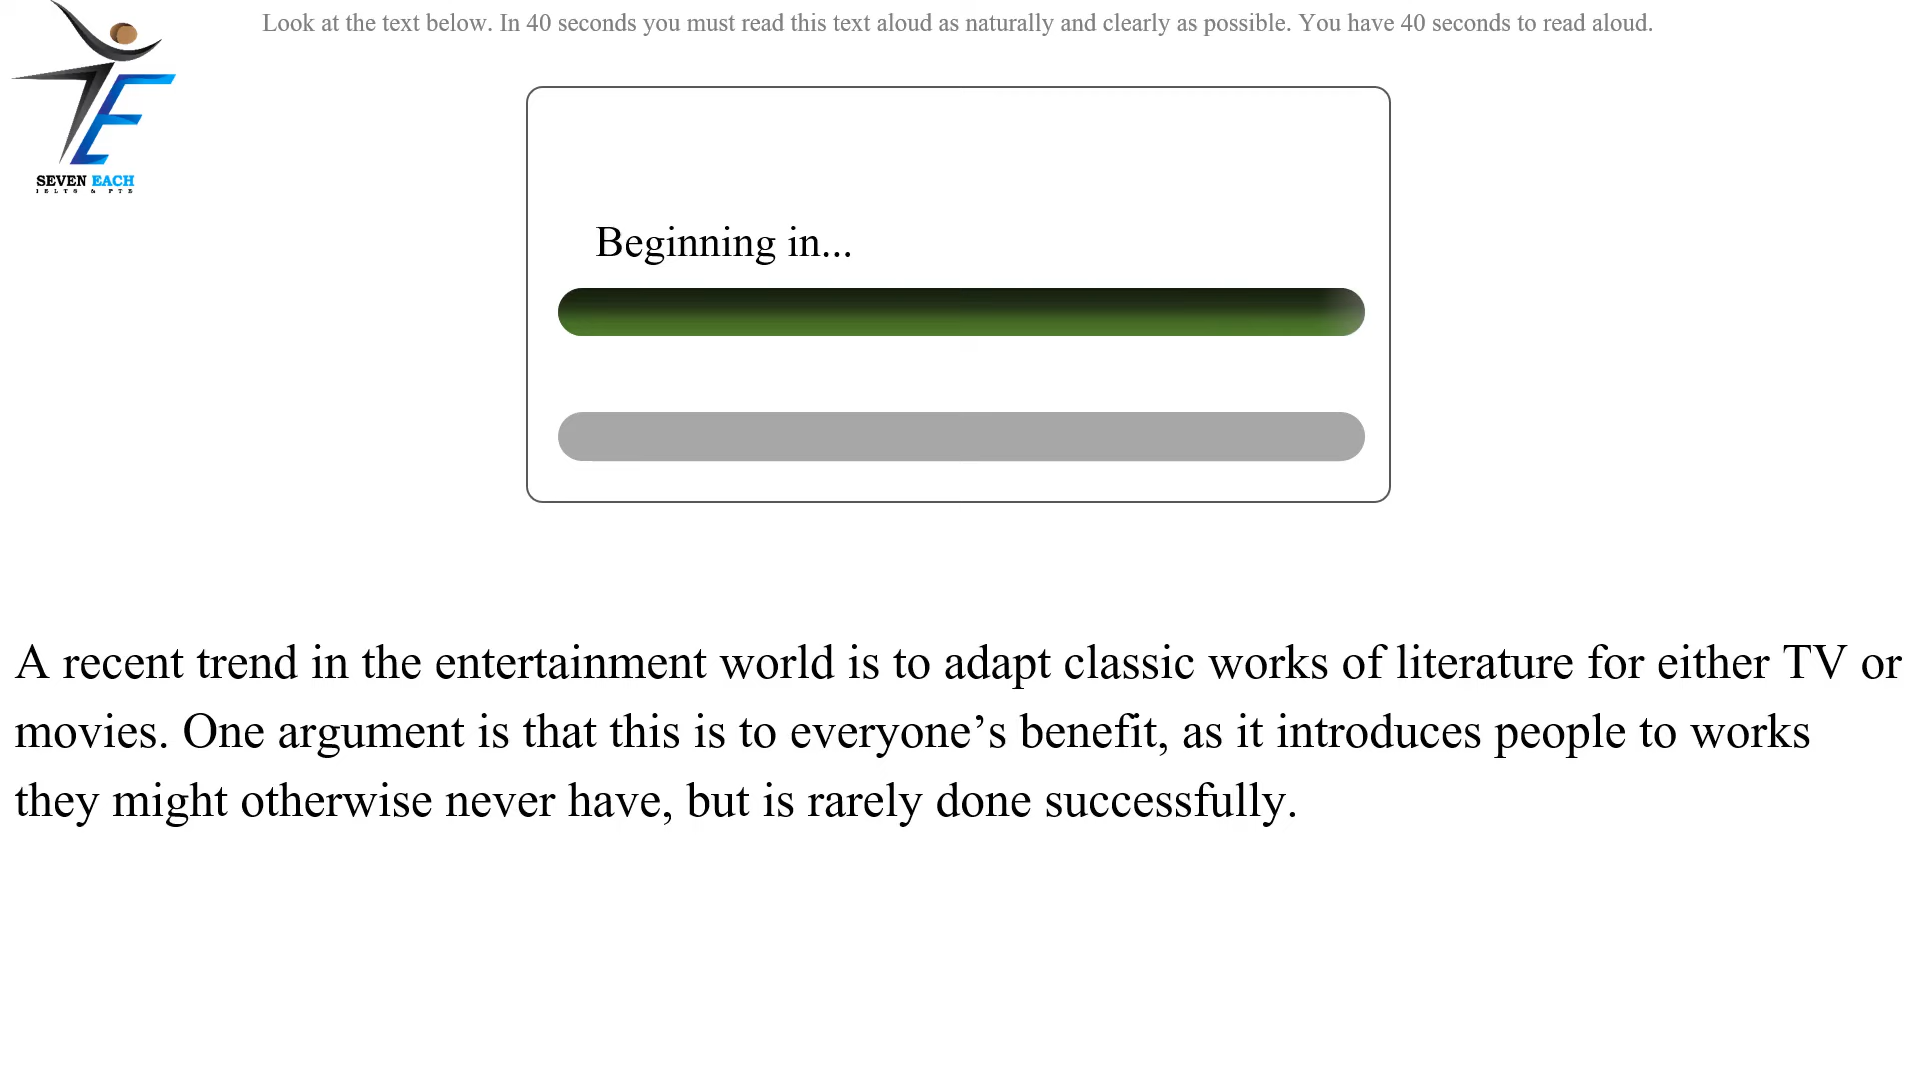 Look at the text below. In 40 seconds you must read this text aloud as naturally and clearly as possible. You have 40 seconds to read aloud.
SEVEN EACH
IELTS & PTE
Beginning in...
A recent trend in the entertainment world is to adapt classic works of literature for either TV or
movies. One argument is that this is to everyone’s benefit, as it introduces people to works
they might otherwise never have, but is rarely done successfully.